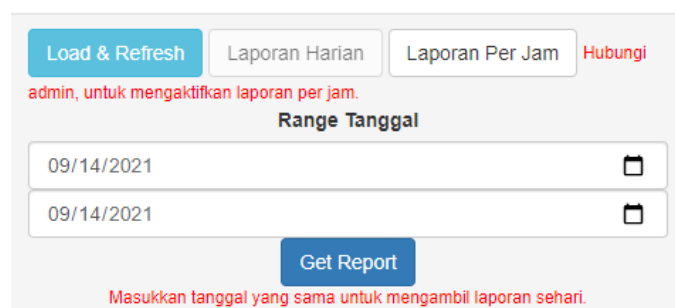 Load & Refresh Laporan Harian Laporan Per Jam Hubungi
admin, untuk mengaktifkan laporan per jam.
Range Tanggal
09/14/2021
09/14/2021
Get Report
Masukkan tanggal yang sama untuk mengambil laporan sehari.